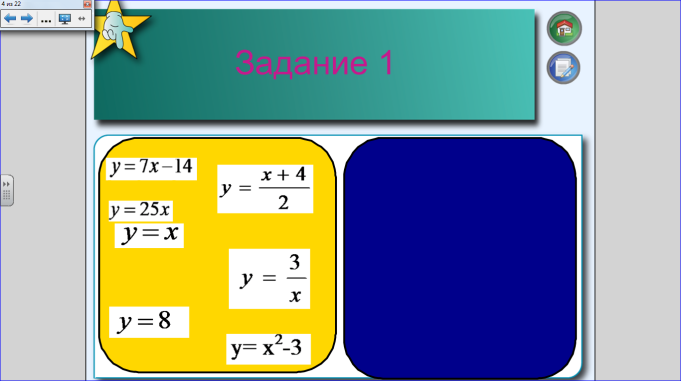 4 из 22
Задание 1
y = 7x − 14
y = (x + 4)/2
y = 25x
y = x
y = 3/x
y = 8
y= x²-3